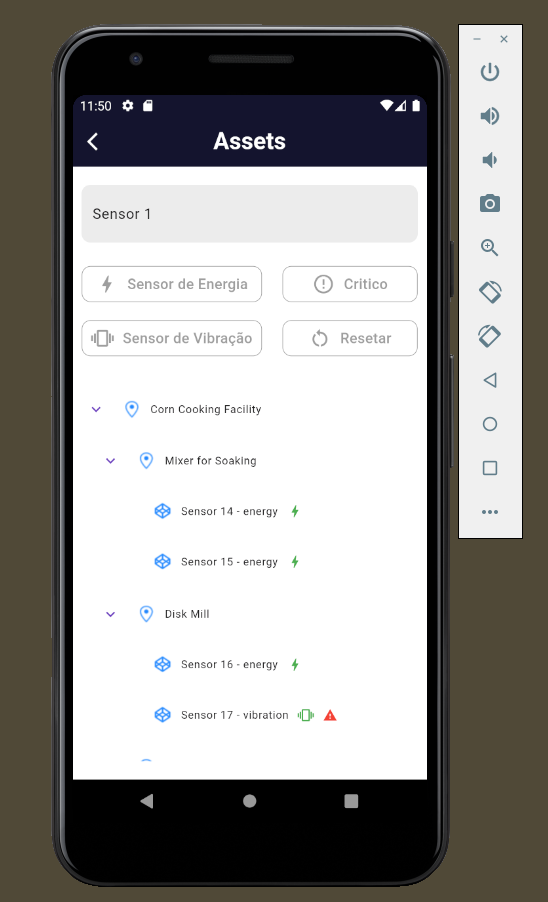 11:50
Assets
Sensor 1
Sensor de Energia
Critico
Sensor de Vibração
Resetar
Corn Cooking Facility
Mixer for Soaking
Sensor 14 - energy
Sensor 15 - energy
Disk Mill
Sensor 16 - energy
Sensor 17 - vibration